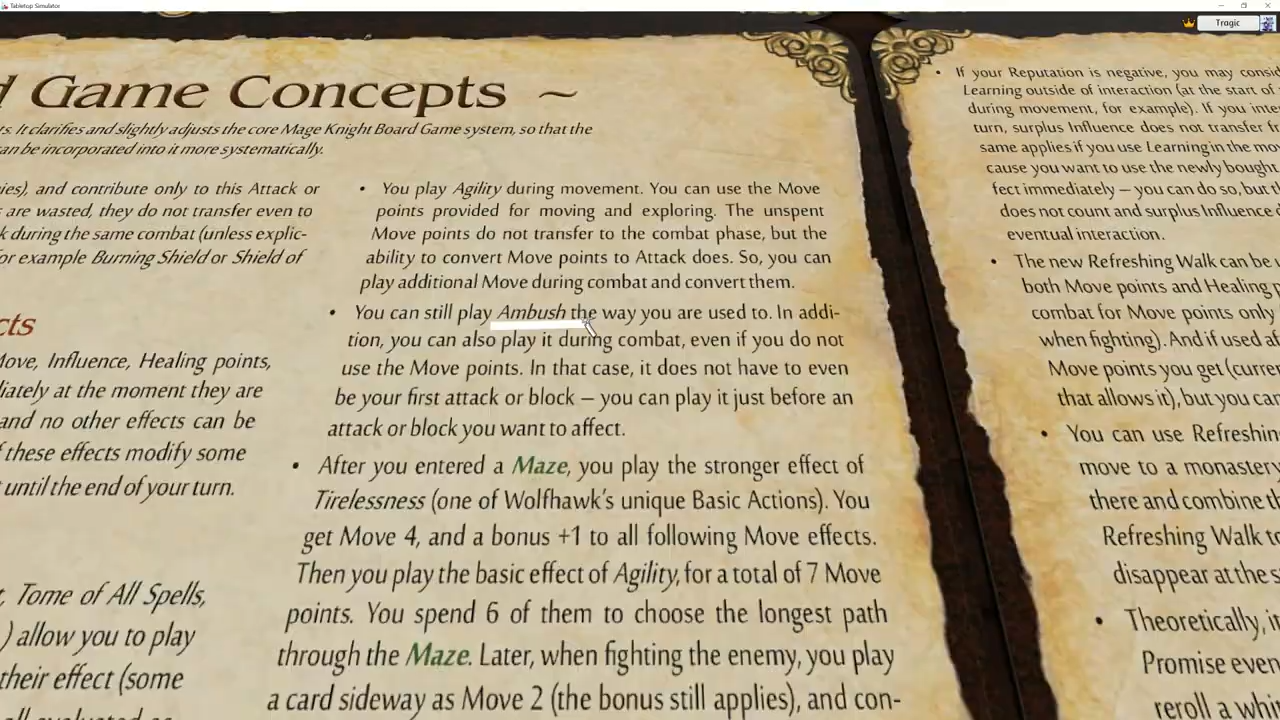 Tabletop Simulator
Tragic
Game Concepts ~
ts. It clarifies and slightly adjusts the core Mage Knight Board Game system, so that the
can be incorporated into it more systematically.
ies), and contribute only to this Attack or
s are wasted, they do not transfer even to
k during the same combat (unless explic-
for example Burning Shield or Shield of
cts
Move, Influence, Healing points,
diately at the moment they are
and no other effects can be
f these effects modify some
t until the end of your turn.
, Tome of All Spells,
) allow you to play
their effect (some
all evaluated as
• You play Agility during movement. You can use the Move
points provided for moving and exploring. The unspent
Move points do not transfer to the combat phase, but the
ability to convert Move points to Attack does. So, you can
play additional Move during combat and convert them.
• You can still play Ambush the way you are used to. In addi-
tion, you can also play it during combat, even if you do not
use the Move points. In that case, it does not have to even
be your first attack or block – you can play it just before an
attack or block you want to affect.
• After you entered a Maze, you play the stronger effect of
Tirelessness (one of Wolfhawk's unique Basic Actions). You
get Move 4, and a bonus +1 to all following Move effects.
Then you play the basic effect of Agility, for a total of 7 Move
points. You spend 6 of them to choose the longest path
through the Maze. Later, when fighting the enemy, you play
a card sideway as Move 2 (the bonus still applies), and con-
• If your Reputation is negative, you may consi
Learning outside of interaction (at the start of
during movement, for example). If you inte
turn, surplus Influence does not transfer fr
same applies if you use Learning in the mo
cause you want to use the newly bought
fect immediately – you can do so, but t
does not count and surplus Influence
eventual interaction.
• The new Refreshing Walk can be u
both Move points and Healing p
combat for Move points only
when fighting). And if used at
Move points you get (curre
that allows it), but you can
• You can use Refreshin
move to a monastery
there and combine th
Refreshing Walk to
disappear at the s
• Theoretically, i
Promise even
reroll a whi